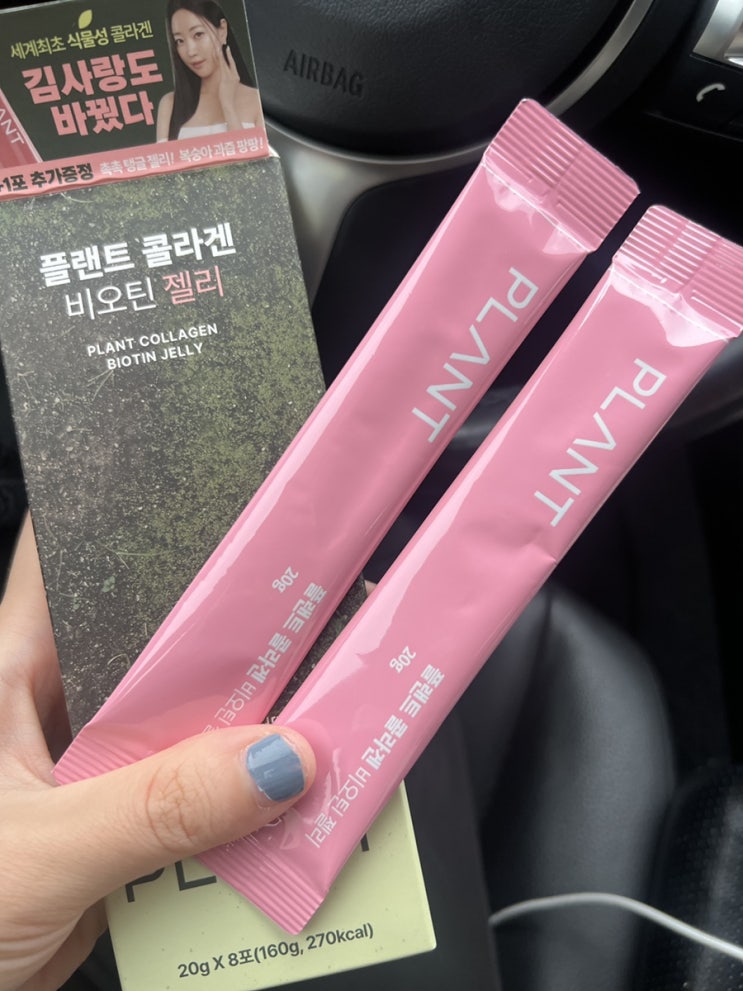 AIRBAG
세계최초 식물성 콜라겐
김사랑도
바꿨다
+1포 추가증정 촉촉 탱글 젤리! 복숭아 과즙 팡팡!
플랜트 콜라겐
비오틴 젤리
PLANT COLLAGEN
BIOTIN JELLY
PLANT
20g
플랜트 콜라겐 비오틴 젤
PLANT
20g
플랜트 콜라겐 비오틴 젤리
20g X 8포(160g, 270kcal)